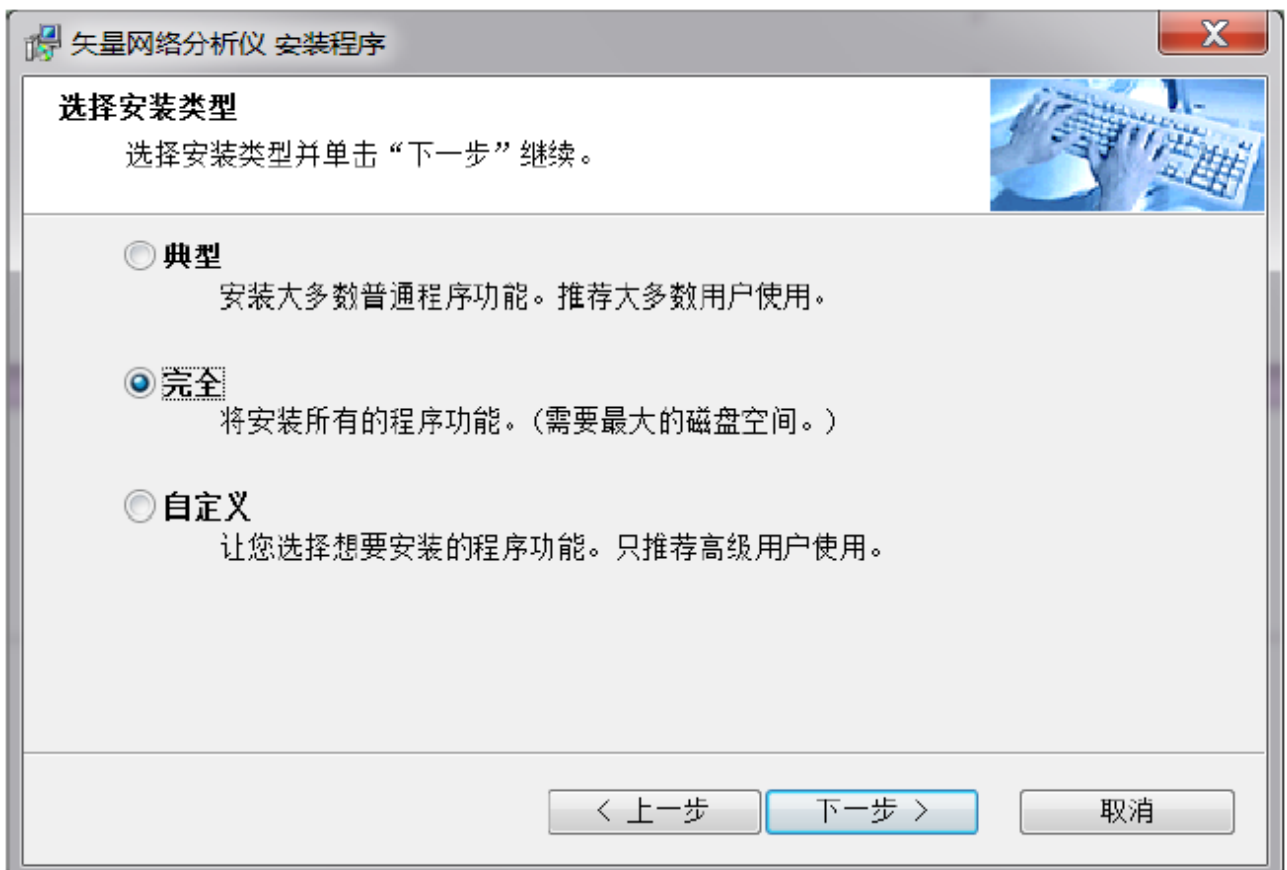 矢量网络分析仪 安装程序
选择安装类型
选择安装类型并单击“下一步”继续。
典型
安装大多数普通程序功能。推荐大多数用户使用。
完全
将安装所有的程序功能。(需要最大的磁盘空间。)
自定义
让您选择想要安装的程序功能。只推荐高级用户使用。
< 上一步 下一步 > 取消